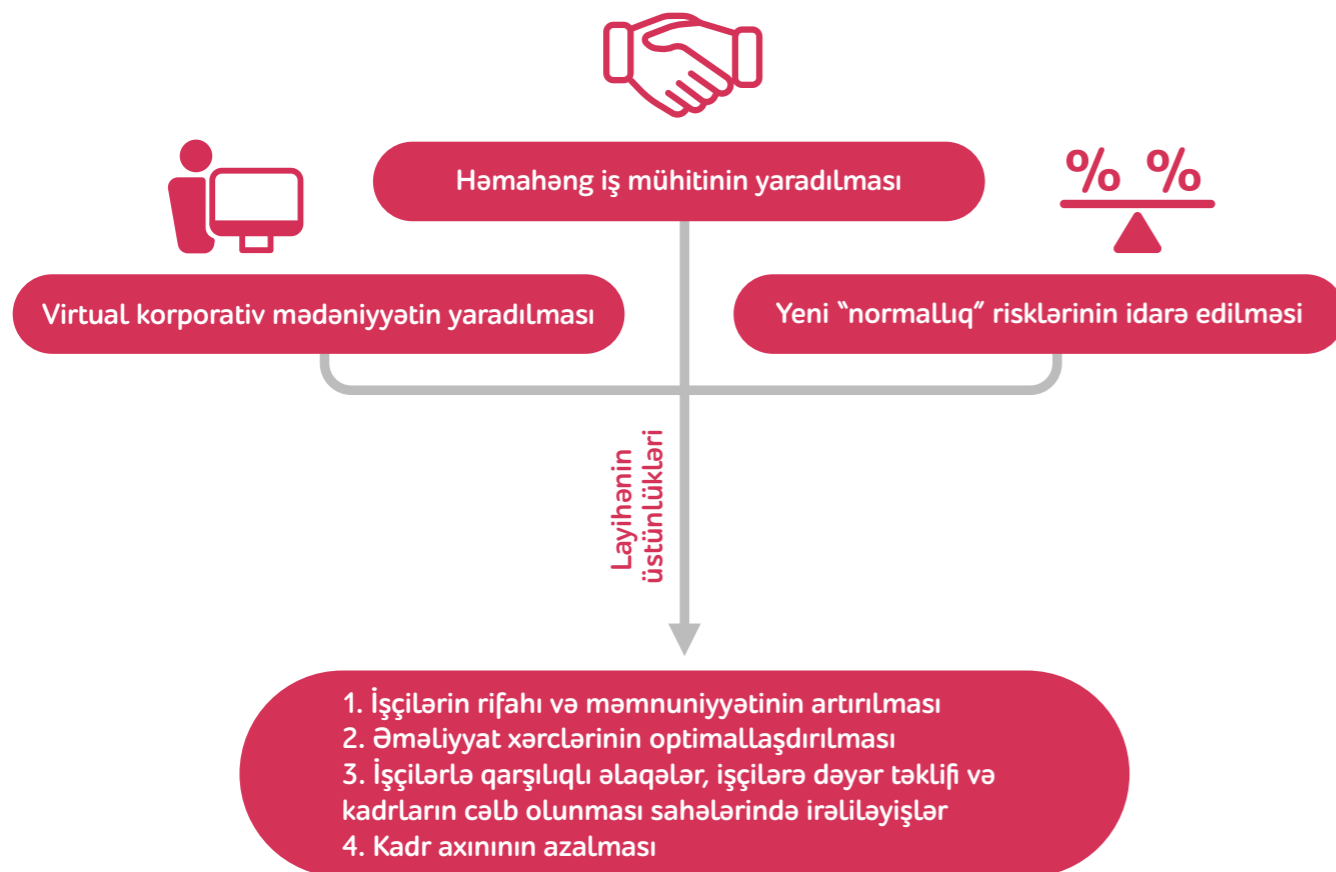 Həmahəng iş mühitinin yaradılması
% %
Virtual korporativ mədəniyyətin yaradılması
Yeni “normallıq” risklərinin idarə edilməsi
Layihənin
üstünlükləri
1. İşçilərin rifahı və məmnuniyyətinin artırılması
2. Əməliyyat xərclərinin optimallaşdırılması
3. İşçilərlə qarşılıqlı əlaqələr, işçilərə dəyər təklifi və
kadrların cəlb olunması sahələrində irəliləyişlər
4. Kadr axınının azalması